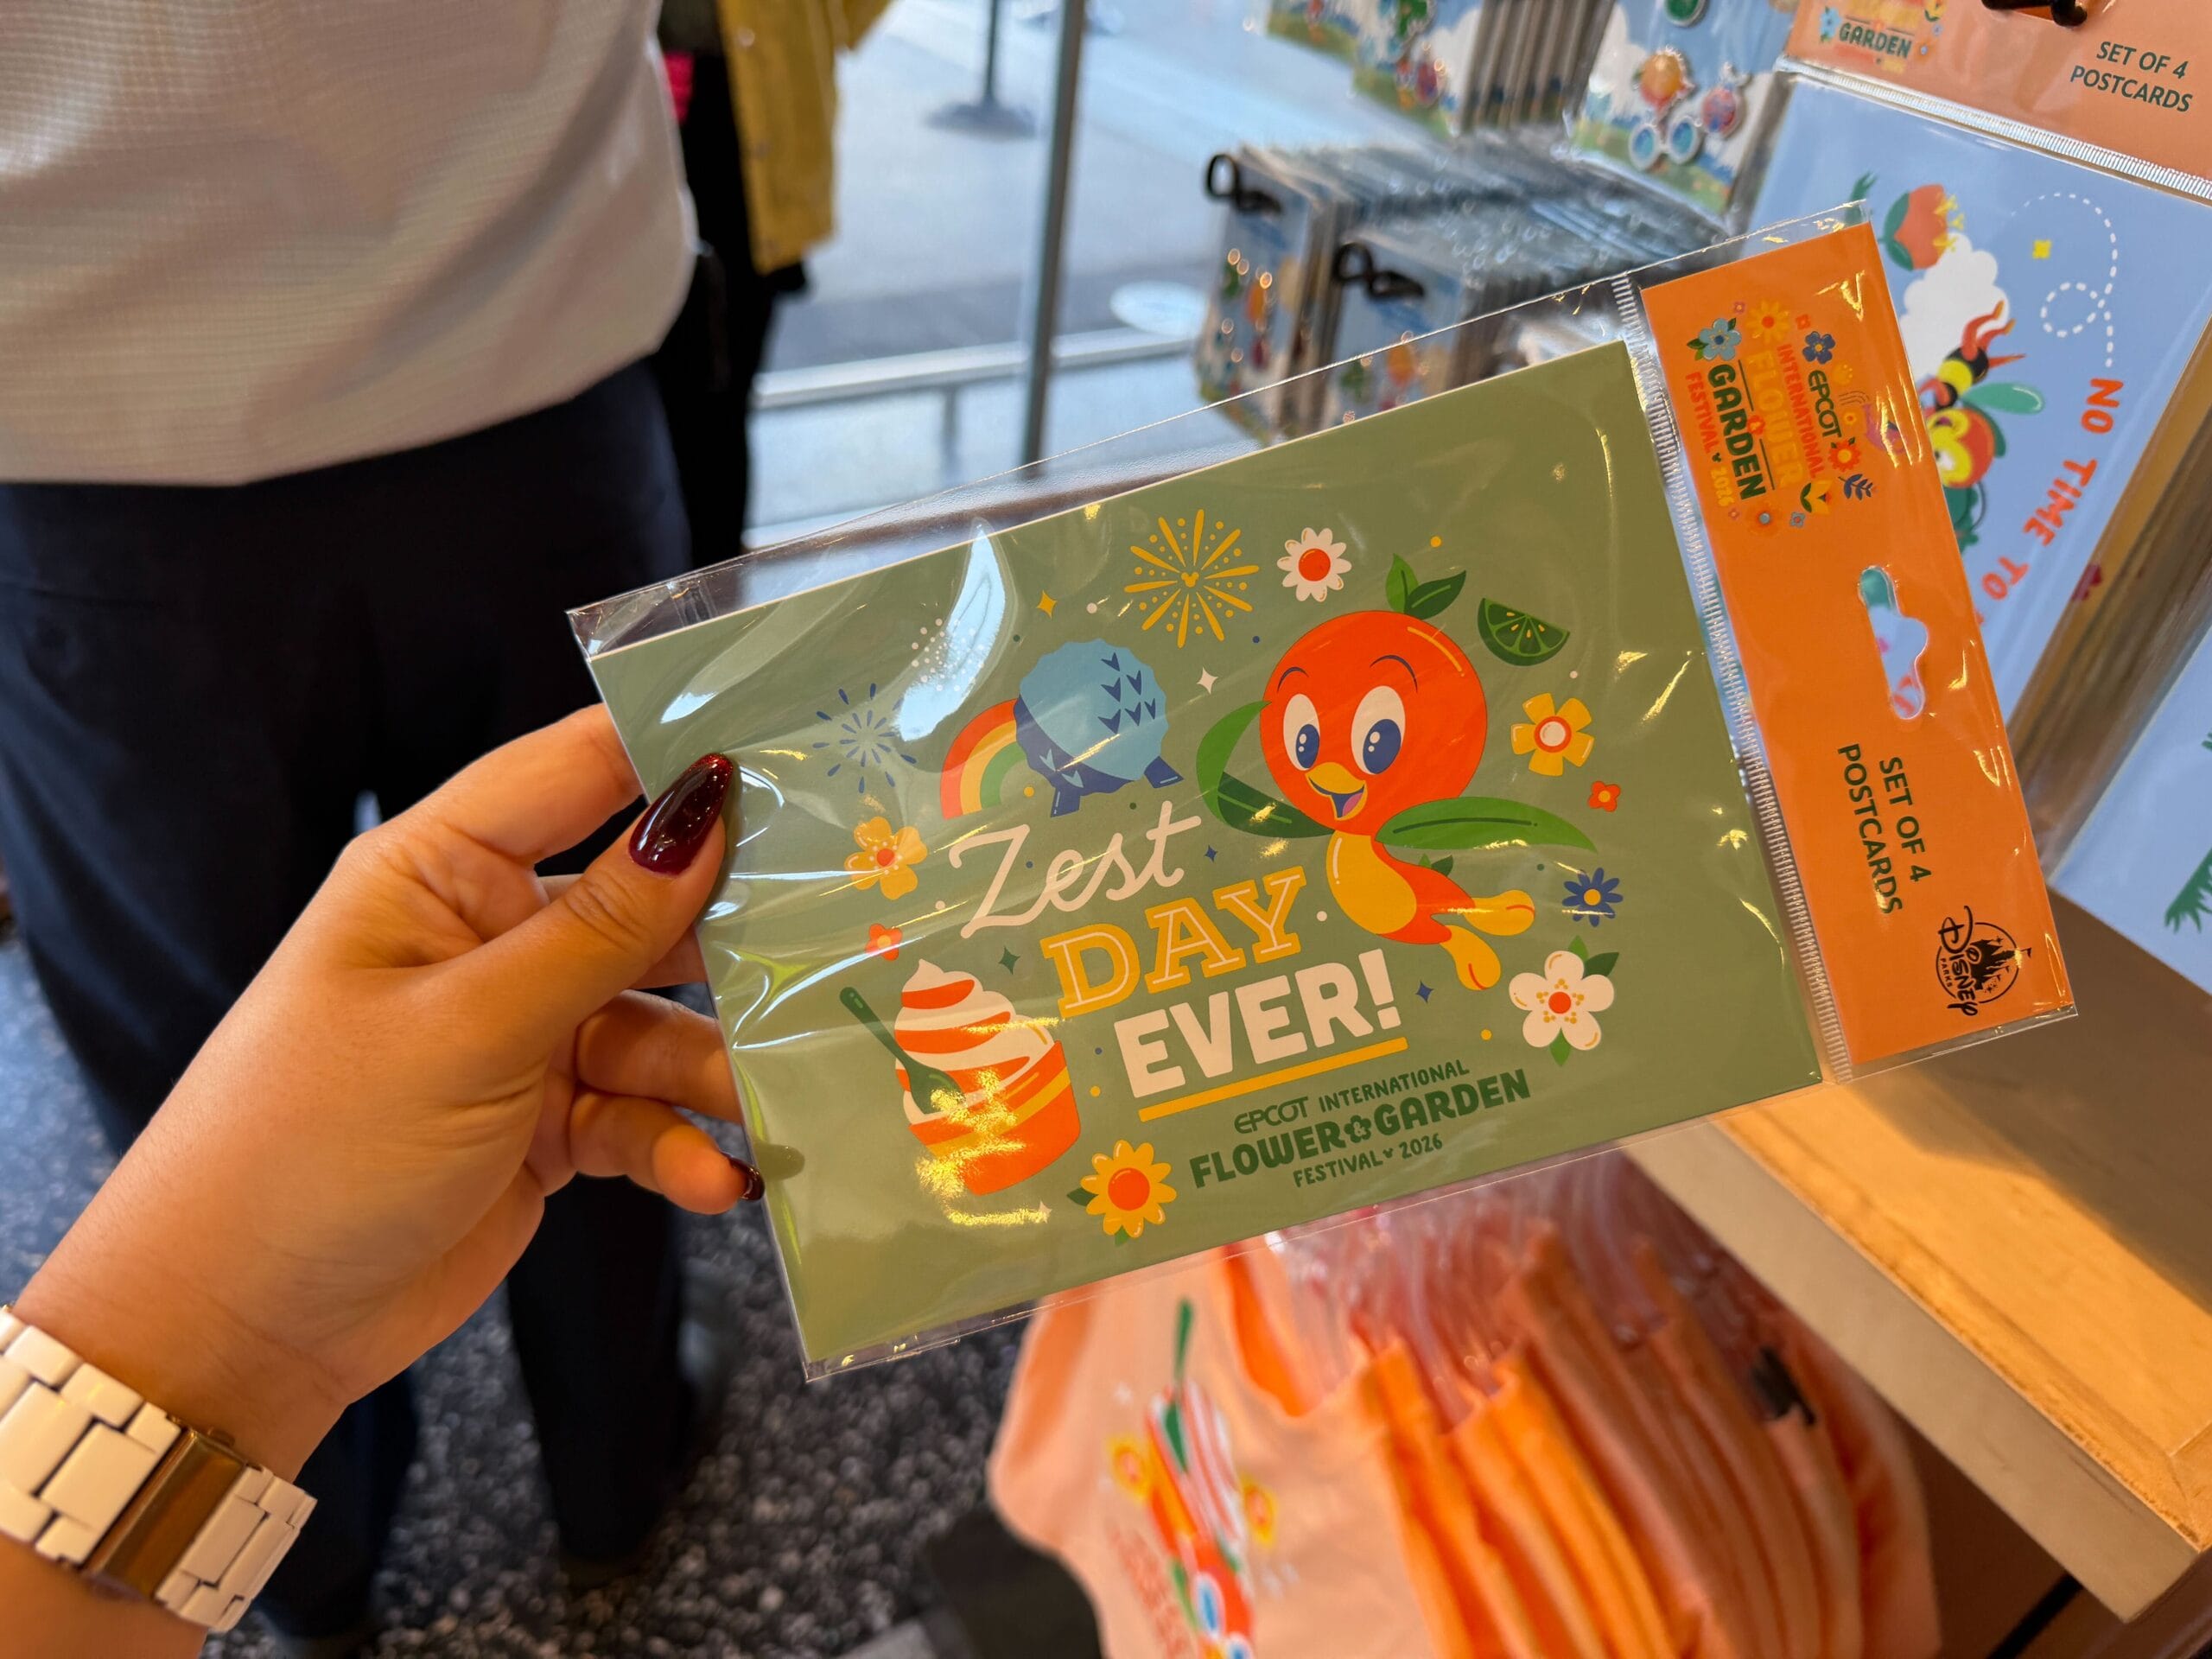 Zest
DAY
EVER!
EPCOT INTERNATIONAL
FLOWER & GARDEN
FESTIVAL 2026
EPCOT
INTERNATIONAL
FLOWER
GARDEN
FESTIVAL 2026
SET OF 4
POSTCARDS
Disney
PARKS
GARDEN
SET OF 4
POSTCARDS
NO TIME TO